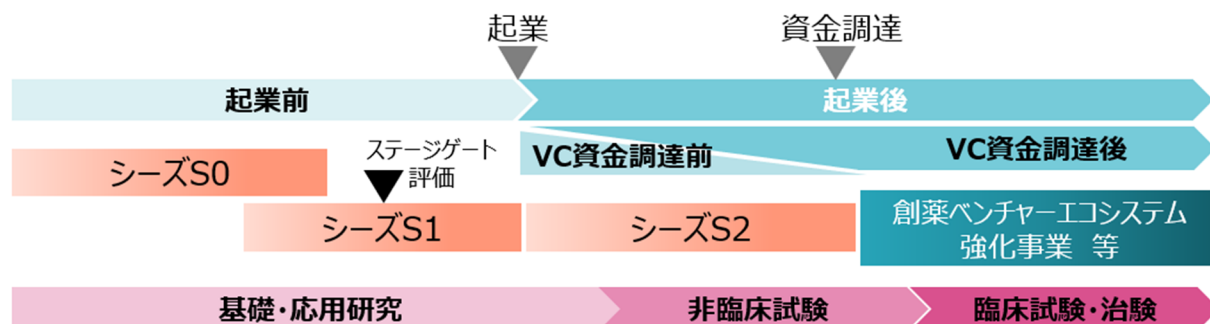 起業
資金調達
起業前
起業後
ステージゲート
評価
VC資金調達前
VC資金調達後
シーズS0
シーズS1
シーズS2
創薬ベンチャーエコシステム
強化事業 等
基礎・応用研究
非臨床試験
臨床試験・治験